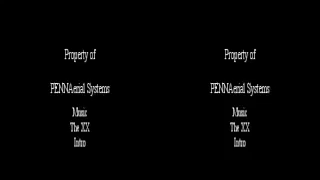 Property of Property of
PENNAerial Systems PENNAerial Systems
Music Music
The XX The XX
Intro Intro